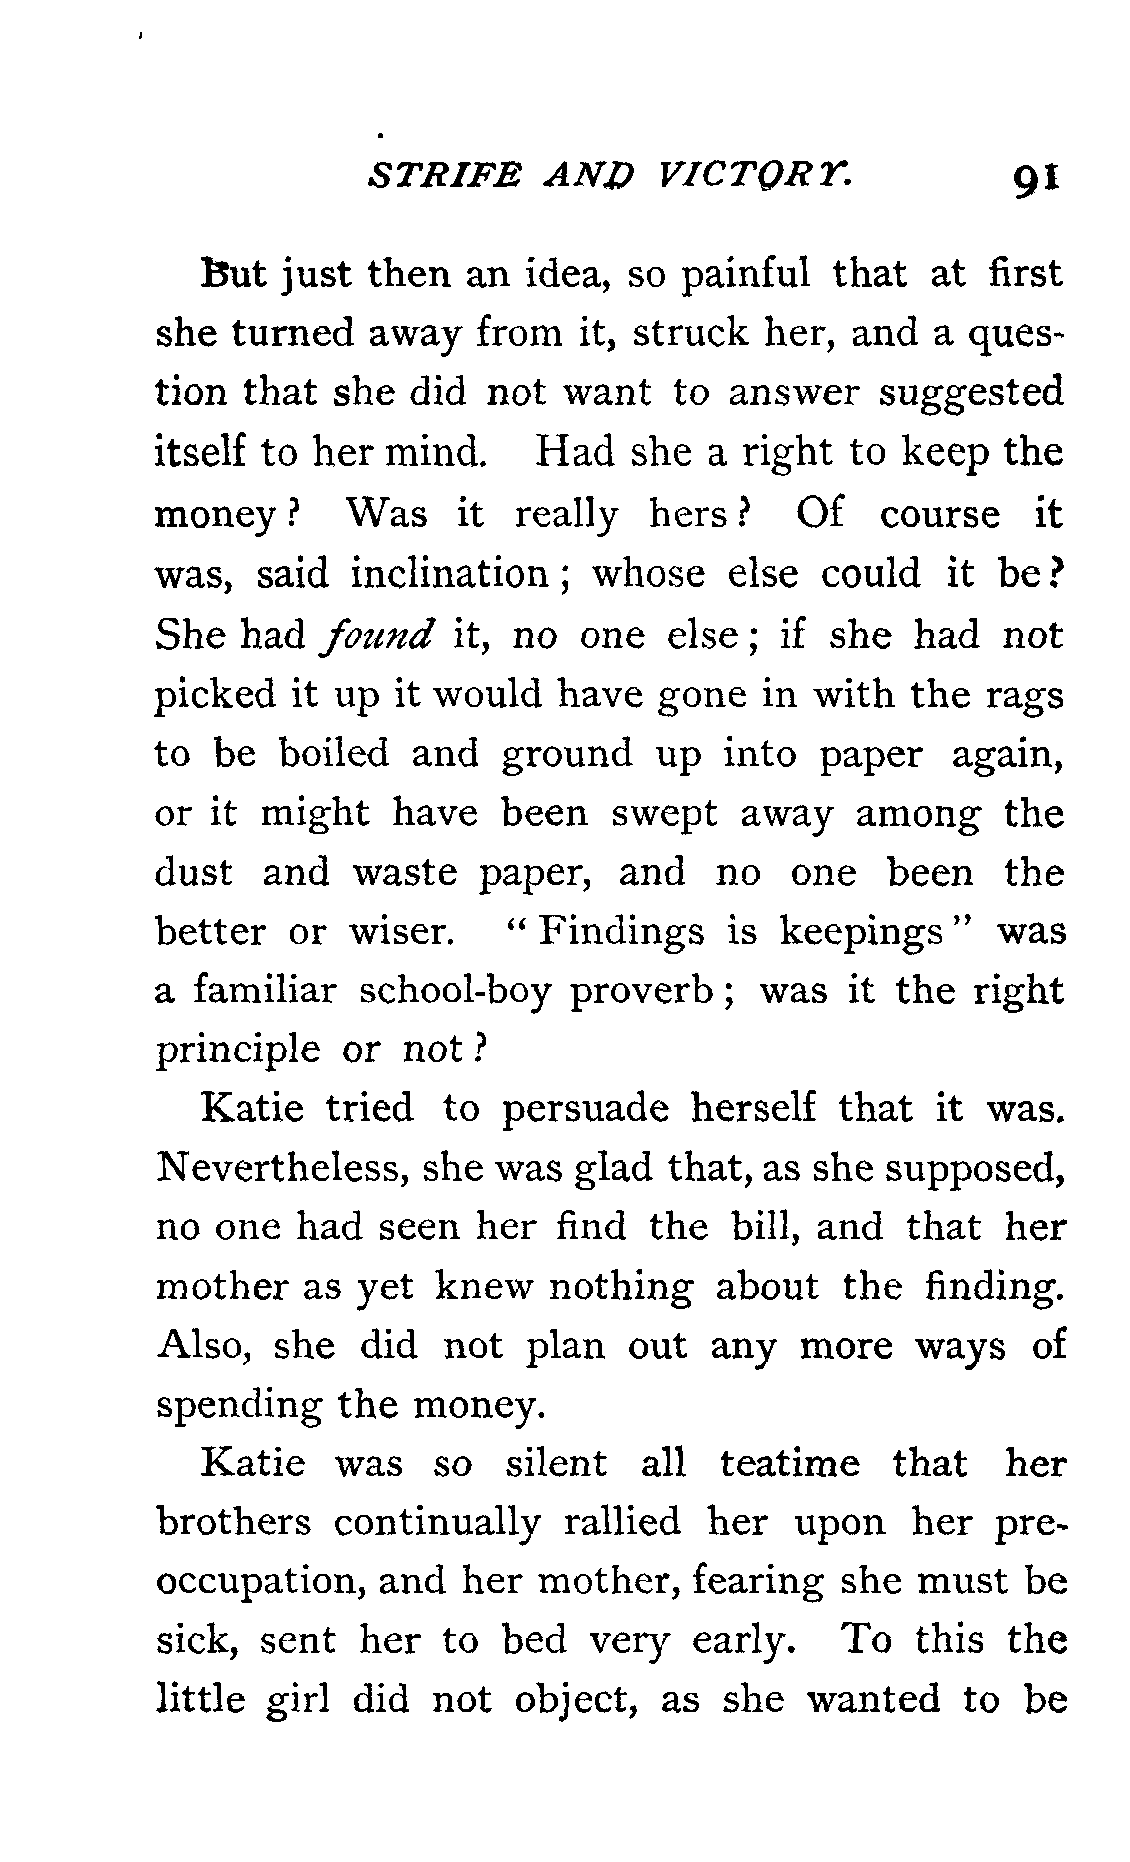 STRIFE AND VICTORY. 91
But just then an idea, so painful that at first
she turned away from it, struck her, and a ques-
tion that she did not want to answer suggested
itself to her mind. Had she a right to keep the
money? Was it really hers? Of course it
was, said inclination; whose else could it be?
She had found it, no one else; if she had not
picked it up it would have gone in with the rags
to be boiled and ground up into paper again,
or it might have been swept away among the
dust and waste paper, and no one been the
better or wiser. "Findings is keepings" was
a familiar school-boy proverb; was it the right
principle or not?
Katie tried to persuade herself that it was.
Nevertheless, she was glad that, as she supposed,
no one had seen her find the bill, and that her
mother as yet knew nothing about the finding.
Also, she did not plan out any more ways of
spending the money.
Katie was so silent all teatime that her
brothers continually rallied her upon her pre-
occupation, and her mother, fearing she must be
sick, sent her to bed very early. To this the
little girl did not object, as she wanted to be